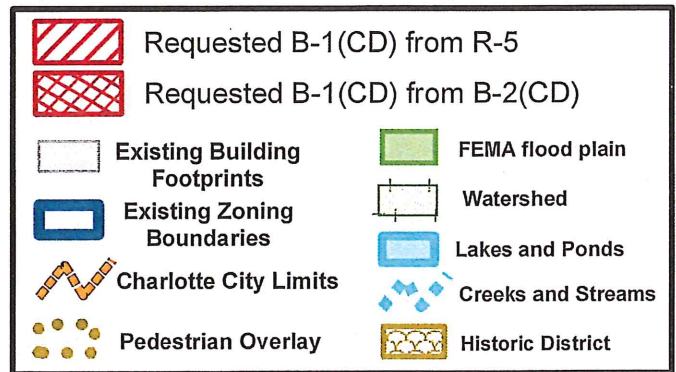 Requested B-1(CD) from R-5
Requested B-1(CD) from B-2(CD)
Existing Building
Footprints
Existing Zoning
Boundaries
Charlotte City Limits
Pedestrian Overlay
FEMA flood plain
Watershed
Lakes and Ponds
Creeks and Streams
Historic District